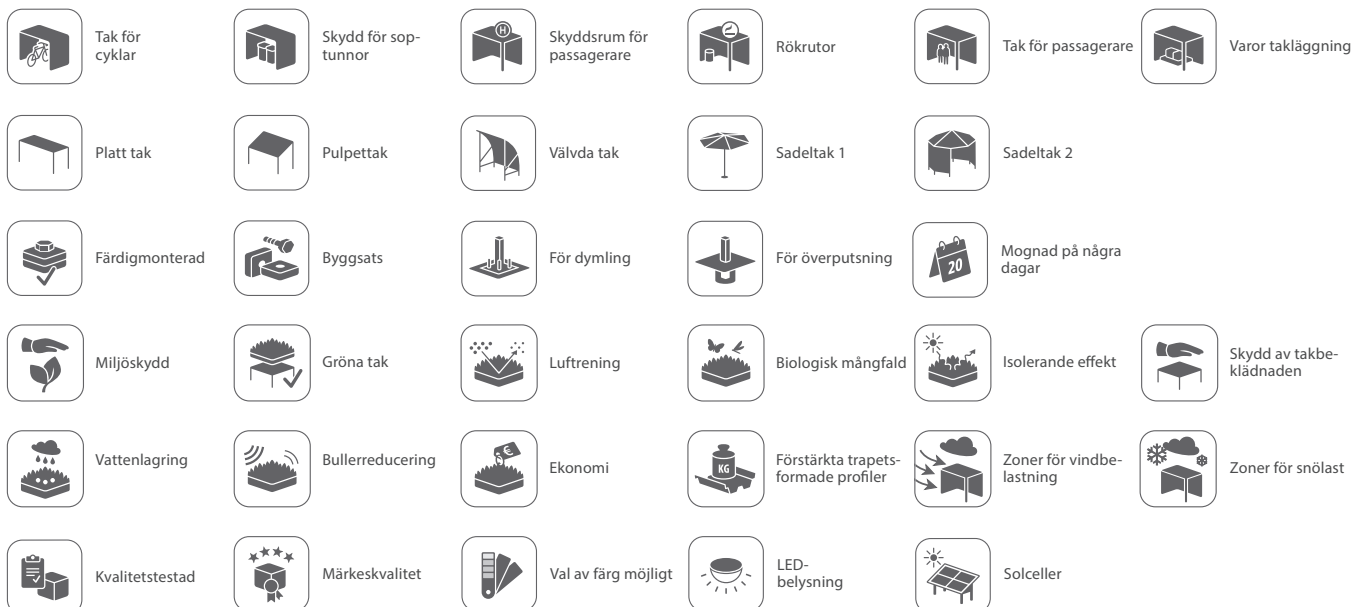 Tak för
cyklar
Skydd för sop-
tunnor
H
Skyddsrum för
passagerare
Rökrutor
Tak för passagerare
Varor takläggning
Platt tak
Pulpettak
Välvda tak
Sadeltak 1
Sadeltak 2
Färdigmonterad
Byggsats
För dymling
För överputsning
20
Mognad på några
dagar
Miljöskydd
Gröna tak
Luftrening
Biologisk mångfald
Isolerande effekt
Skydd av takbe-
klädnaden
Vattenlagring
Bullerreducering
€
Ekonomi
KG
Förstärkta trapets-
formade profiler
Zoner för vindbe-
lastning
Zoner för snölast
Kvalitetstestad
Märkeskvalitet
Val av färg möjligt
LED-
belysning
Solceller